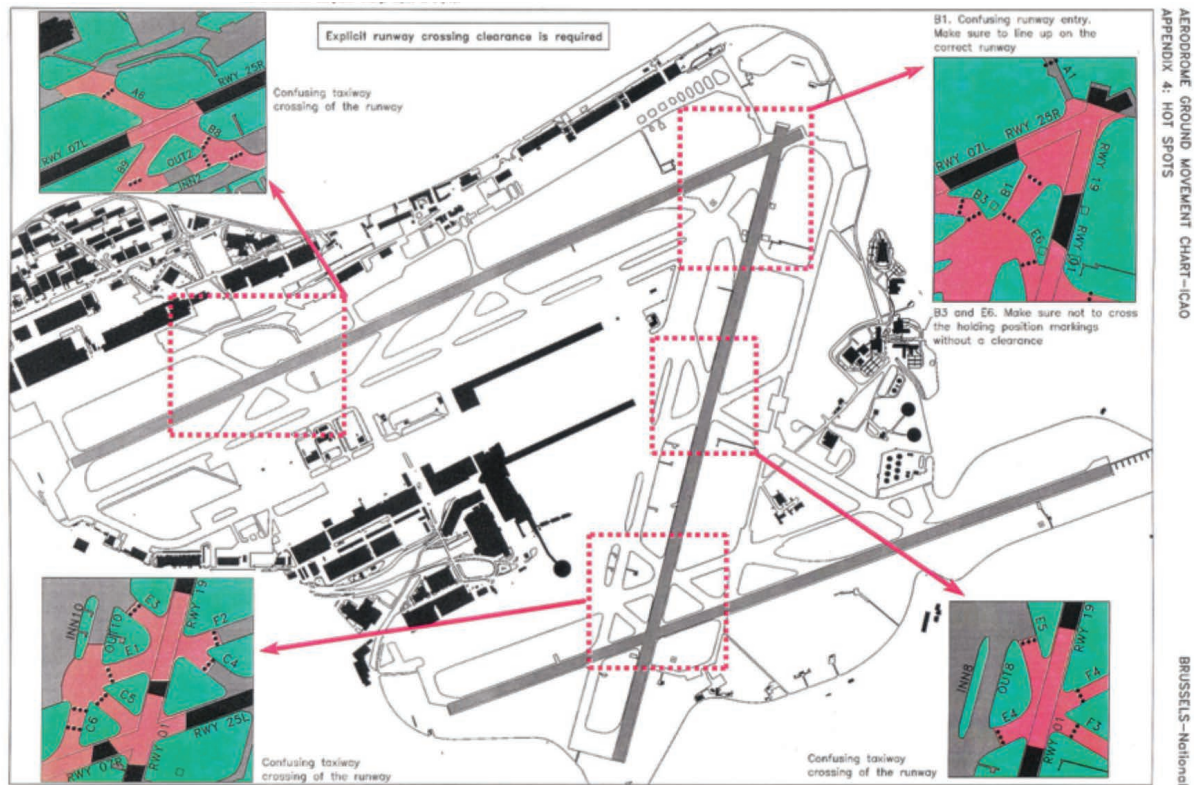 Explicit runway crossing clearance is required
AERODROME GROUND MOVEMENT CHART-ICAO
APPENDIX 4: HOT SPOTS
BRUSSELS-National
A6
RWY 25R
B8
RWY 07L
B9
OUT2
INN2
Confusing taxiway
crossing of the runway
B1. Confusing runway entry.
Make sure to line up on the
correct runway
A1
RWY 25R
RWY 07L
B1
B3
RWY 19
E6
RWY 01
B3 and E6. Make sure not to cross
the holding position markings
without a clearance
INN10
OUT10
E3
RWY 19
F2
E1
C4
C5
C6
RWY 25L
RWY 07R
RWY 01
Confusing taxiway
crossing of the runway
Confusing taxiway
crossing of the runway
E5
RWY 19
INN8
OUT8
F4
E4
F3
RWY 01